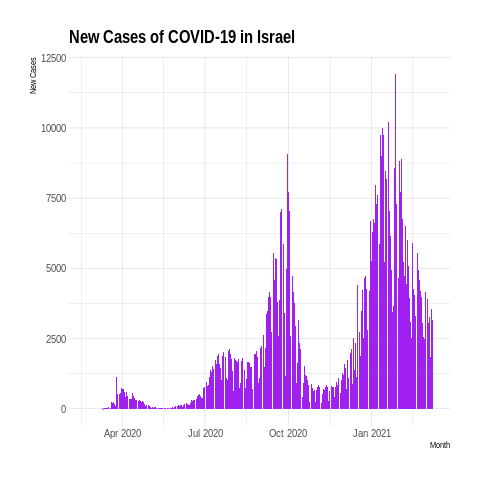 New Cases of COVID-19 in Israel
New Cases
12500
10000
7500
5000
2500
0
Apr 2020
Jul 2020
Oct 2020
Jan 2021
Month